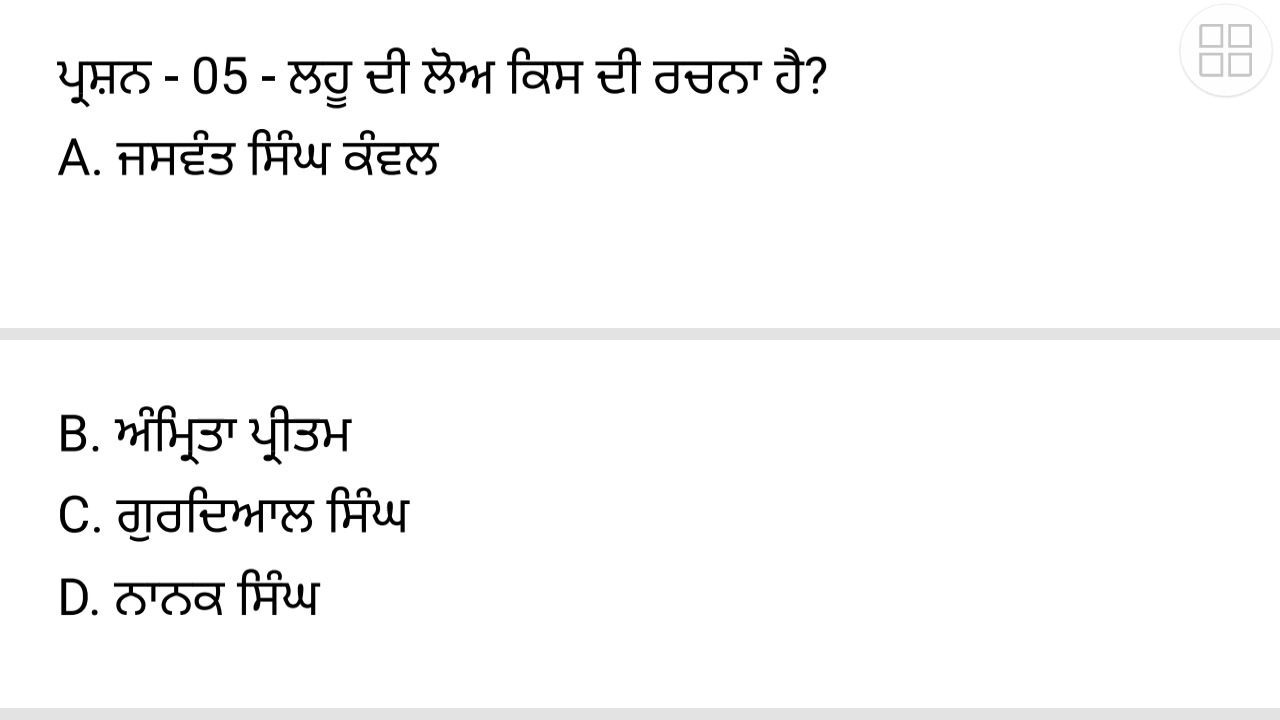 ਪ੍ਰਸ਼ਨ - 05 - ਲਹੂ ਦੀ ਲੋਅ ਕਿਸ ਦੀ ਰਚਨਾ ਹੈ?
A. ਜਸਵੰਤ ਸਿੰਘ ਕੰਵਲ
B. ਅੰਮ੍ਰਿਤਾ ਪ੍ਰੀਤਮ
C. ਗੁਰਦਿਆਲ ਸਿੰਘ
D. ਨਾਨਕ ਸਿੰਘ